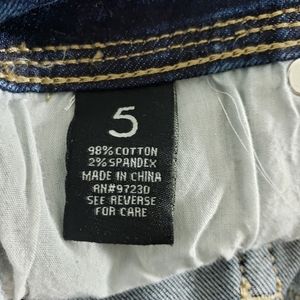 5
98% COTTON
2% SPANDEX
MADE IN CHINA
RN#97230
SEE REVERSE
FOR CARE